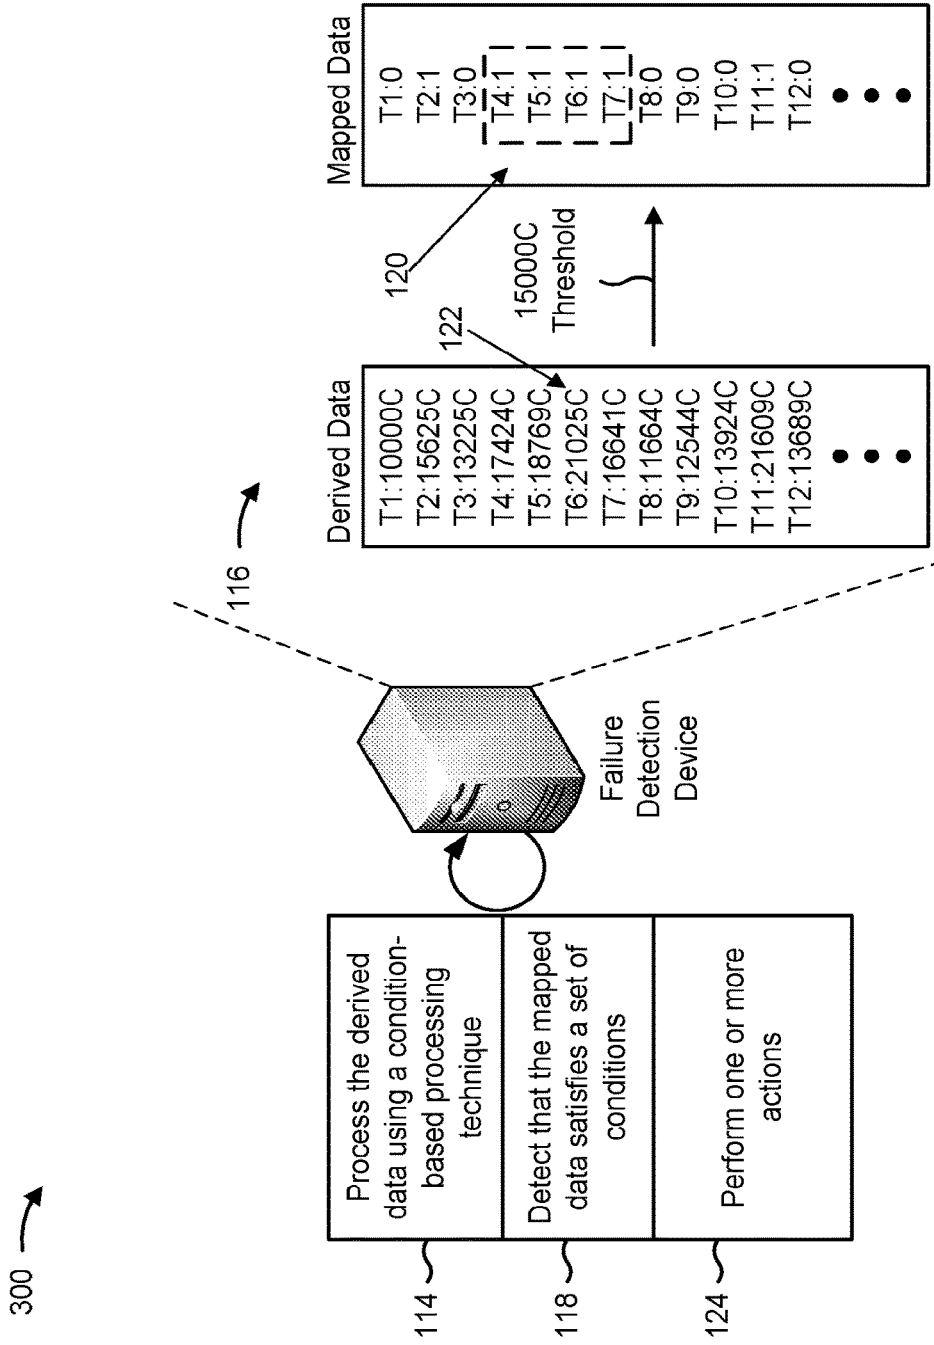 300
114
Process the derived
data using a condition-
based processing
technique
118
Detect that the mapped
data satisfies a set of
conditions
124
Perform one or more
actions
Failure
Detection
Device
116
Derived Data
T1:10000C
T2:15625C
T3:13225C
T4:17424C
T5:18769C
T6:21025C
T7:16641C
T8:11664C
T9:12544C
T10:13924C
T11:21609C
T12:13689C
122
15000C
Threshold
120
Mapped Data
T1:0
T2:1
T3:0
T4:1
T5:1
T6:1
T7:1
T8:0
T9:0
T10:0
T11:1
T12:0